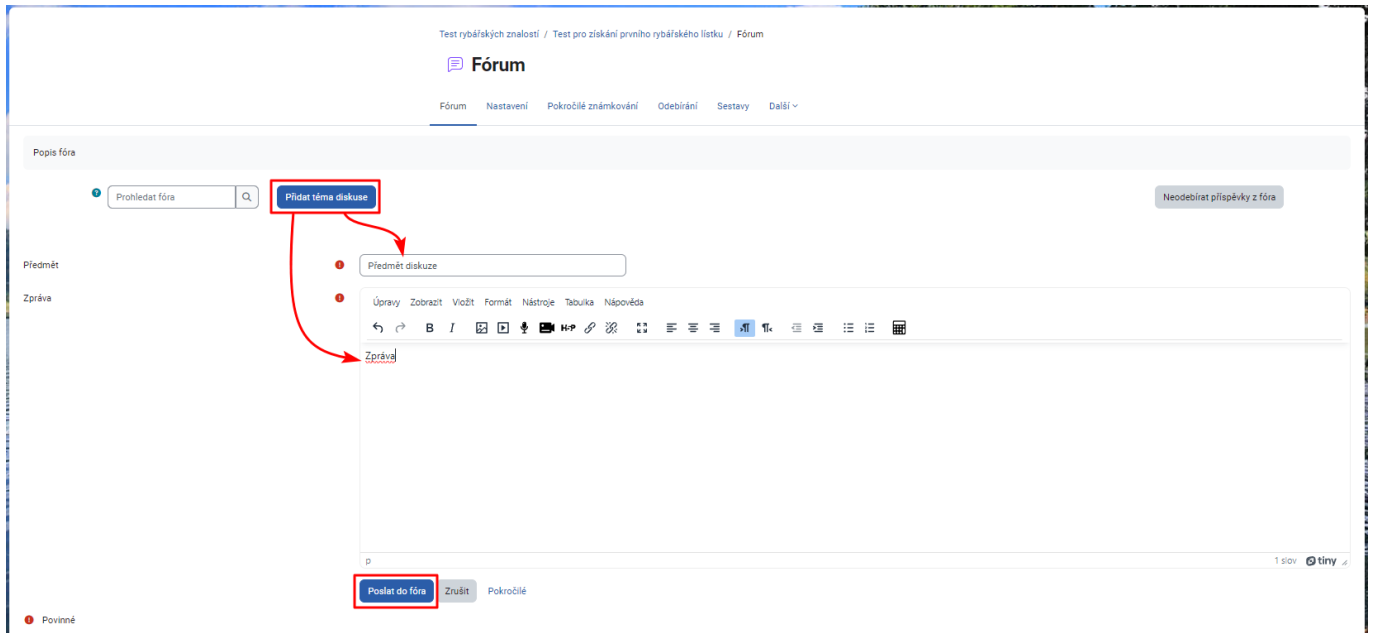 Test rybářských znalostí / Test pro získání prvního rybářského lístku / Fórum
Fórum
Fórum Nastavení Pokročilé známkování Odebírání Sestavy Další
Popis fóra
Prohledat fóra Přidat téma diskuse Neodebírat příspěvky z fóra
Předmět Předmět diskuze
Zpráva Úpravy Zobrazit Vložit Formát Nástroje Tabulka Nápověda
B I H-P
Zpráva
p 1 slov tiny
Poslat do fóra Zrušit Pokročilé
Povinné